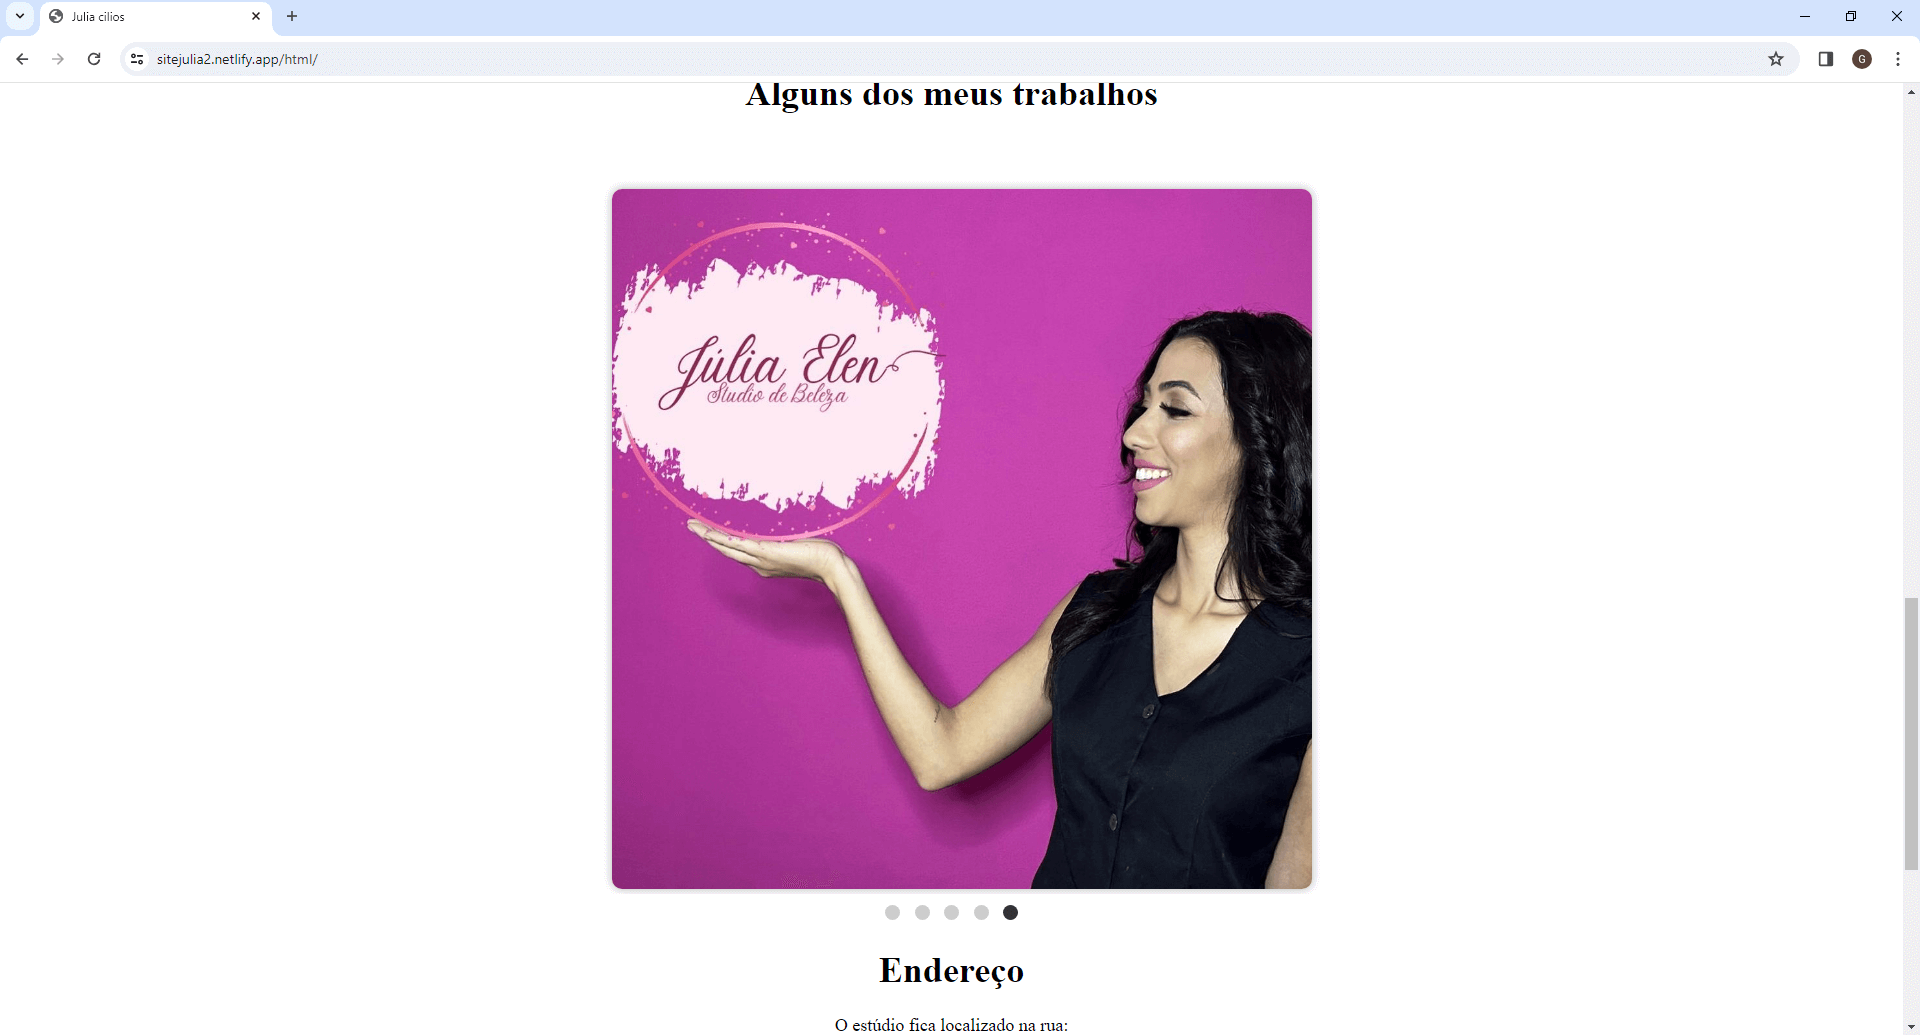 Julia cilios
sitejulia2.netlify.app/html/
G
Alguns dos meus trabalhos
Júlia Elen
Studio de Beleza
Endereço
O estúdio fica localizado na rua: